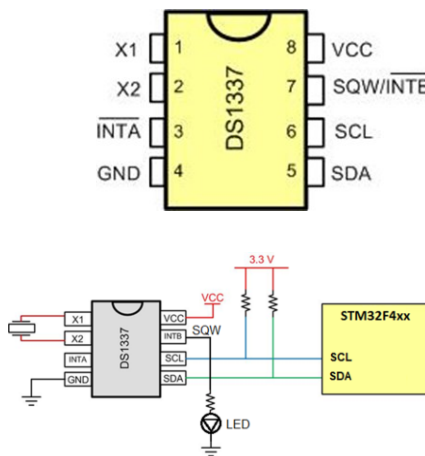 X1 1 8 VCC
X2 2 7 SQW/INTB
INTA 3 6 SCL
GND 4 5 SDA
DS1337
3.3 V
VCC
X1 VCC
X2 INTB SQW
INTA SCL
GND SDA
DS1337
STM32F4xx
SCL
SDA
LED